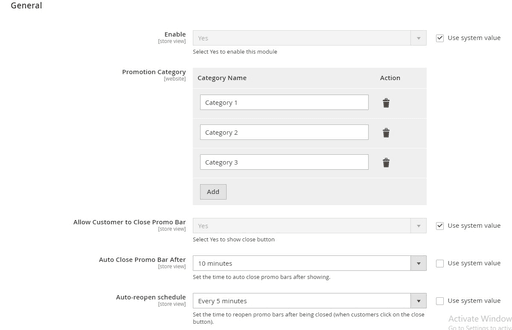 General
Enable
[store view]
Yes
Use system value
Select Yes to enable this module
Promotion Category
[website]
Category Name Action
Category 1
Category 2
Category 3
Add
Allow Customer to Close Promo Bar
[store view]
Yes
Use system value
Select Yes to show close button
Auto Close Promo Bar After
[store view]
10 minutes
Use system value
Set the time to auto close promo bars after showing.
Auto-reopen schedule
[store view]
Every 5 minutes
Use system value
Set the time to reopen promo bars after being closed (when customers click on the close
button).
Activate Window
Go to Settings to